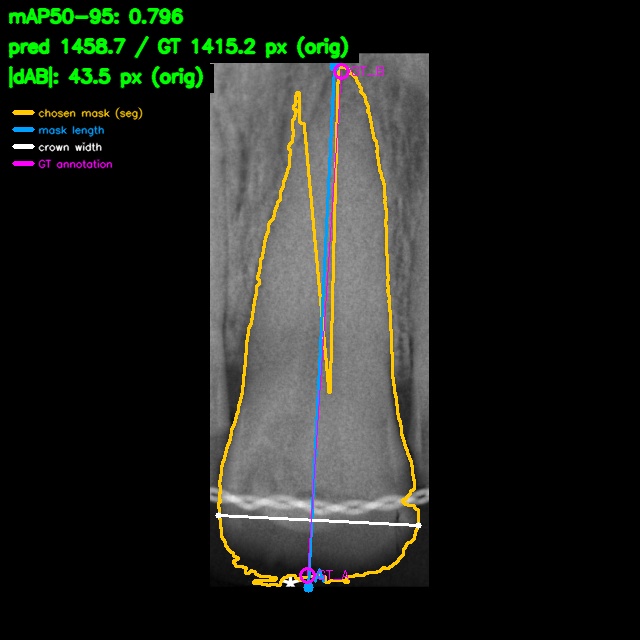 mAP50-95: 0.796
pred 1458.7 / GT 1415.2 px (orig)
|dAB|: 43.5 px (orig)
chosen mask (seg)
mask length
crown width
GT annotation
GT_A